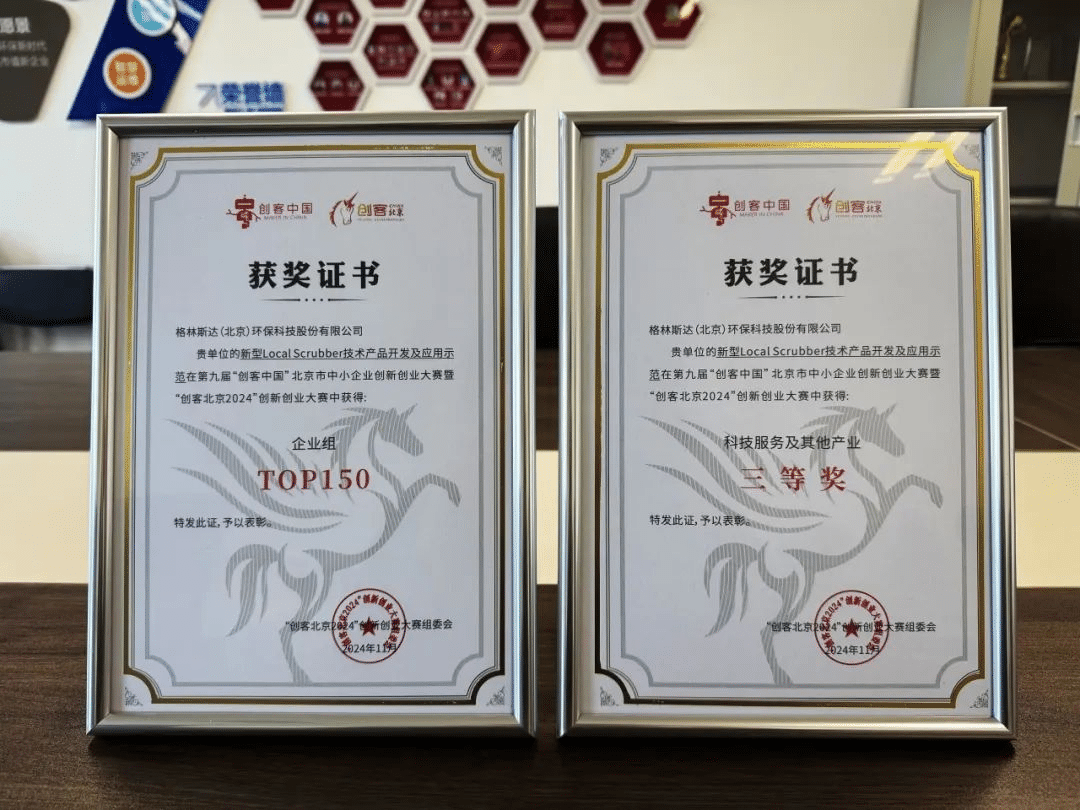 愿景
智慧
运维
荣誉墙
创客中国
MAKER IN CHINA
创客北京
获奖证书
格林斯达(北京)环保科技股份有限公司
贵单位的新型Local Scrubber技术产品开发及应用示
范在第九届“创客中国”北京市中小企业创新创业大赛暨
“创客北京2024”创新创业大赛中获得:
企业组
TOP150
特发此证,予以表彰。
“创客北京2024”创新创业大赛组委会
2024年11月
创客中国
MAKER IN CHINA
创客北京
获奖证书
格林斯达(北京)环保科技股份有限公司
贵单位的新型Local Scrubber技术产品开发及应用示
范在第九届“创客中国”北京市中小企业创新创业大赛暨
“创客北京2024”创新创业大赛中获得:
科技服务及其他产业
三等奖
特发此证,予以表彰。
“创客北京2024”创新创业大赛组委会
2024年11月